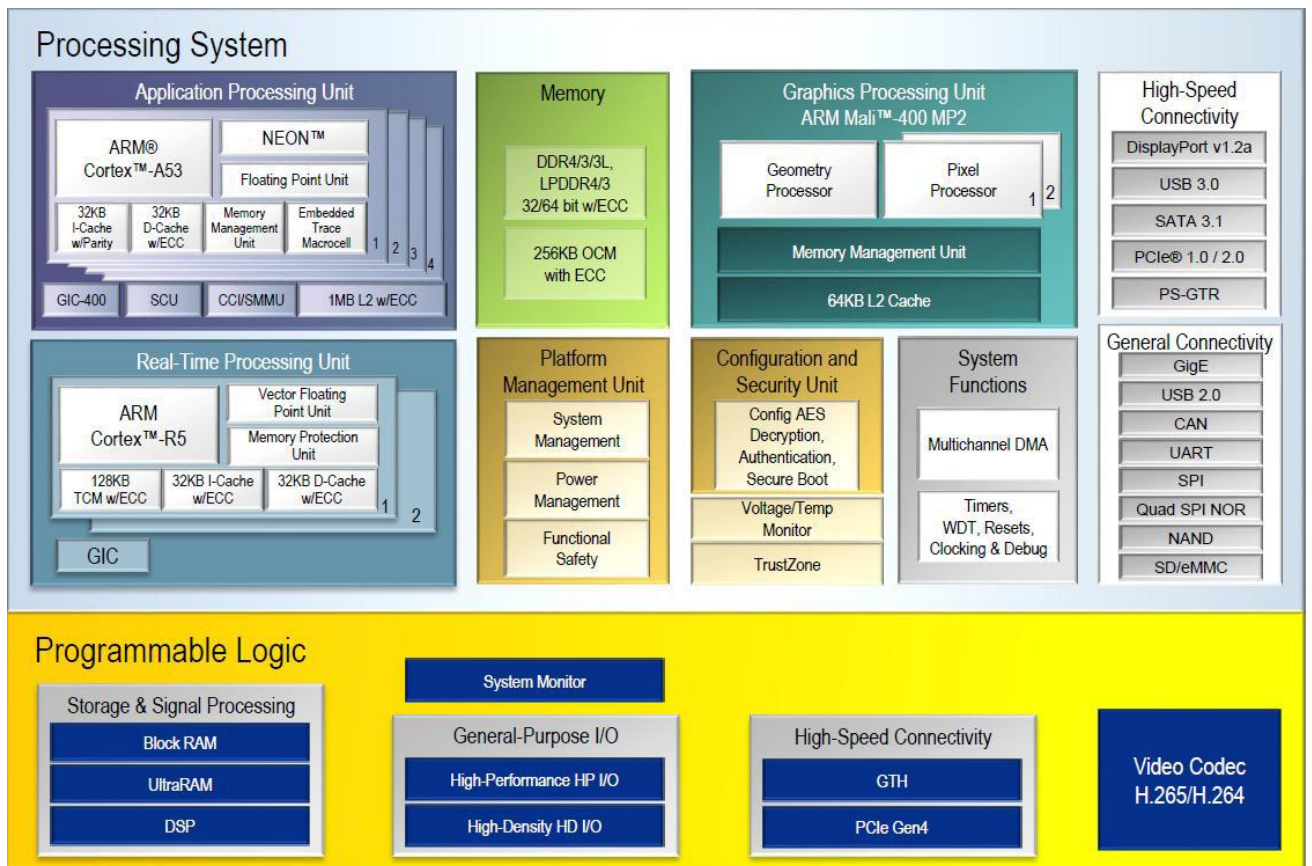 Processing System
Application Processing Unit
ARM®
Cortex™-A53
NEON™
Floating Point Unit
32KB
I-Cache
w/Parity
32KB
D-Cache
w/ECC
Memory
Management
Unit
Embedded
Trace
Macrocell
1
2
3
4
GIC-400
SCU
CCI/SMMU
1MB L2 w/ECC
Memory
DDR4/3/3L,
LPDDR4/3
32/64 bit w/ECC
256KB OCM
with ECC
Graphics Processing Unit
ARM Mali™-400 MP2
Geometry
Processor
Pixel
Processor
1
2
Memory Management Unit
64KB L2 Cache
High-Speed
Connectivity
DisplayPort v1.2a
USB 3.0
SATA 3.1
PCIe® 1.0 / 2.0
PS-GTR
Real-Time Processing Unit
ARM
Cortex™-R5
Vector Floating
Point Unit
Memory Protection
Unit
128KB
TCM w/ECC
32KB I-Cache
w/ECC
32KB D-Cache
w/ECC
1
2
GIC
Platform
Management Unit
System
Management
Power
Management
Functional
Safety
Configuration and
Security Unit
Config AES
Decryption,
Authentication,
Secure Boot
Voltage/Temp
Monitor
TrustZone
System
Functions
Multichannel DMA
Timers,
WDT, Resets,
Clocking & Debug
General Connectivity
GigE
USB 2.0
CAN
UART
SPI
Quad SPI NOR
NAND
SD/eMMC
Programmable Logic
Storage & Signal Processing
Block RAM
UltraRAM
DSP
System Monitor
General-Purpose I/O
High-Performance HP I/O
High-Density HD I/O
High-Speed Connectivity
GTH
PCIe Gen4
Video Codec
H.265/H.264